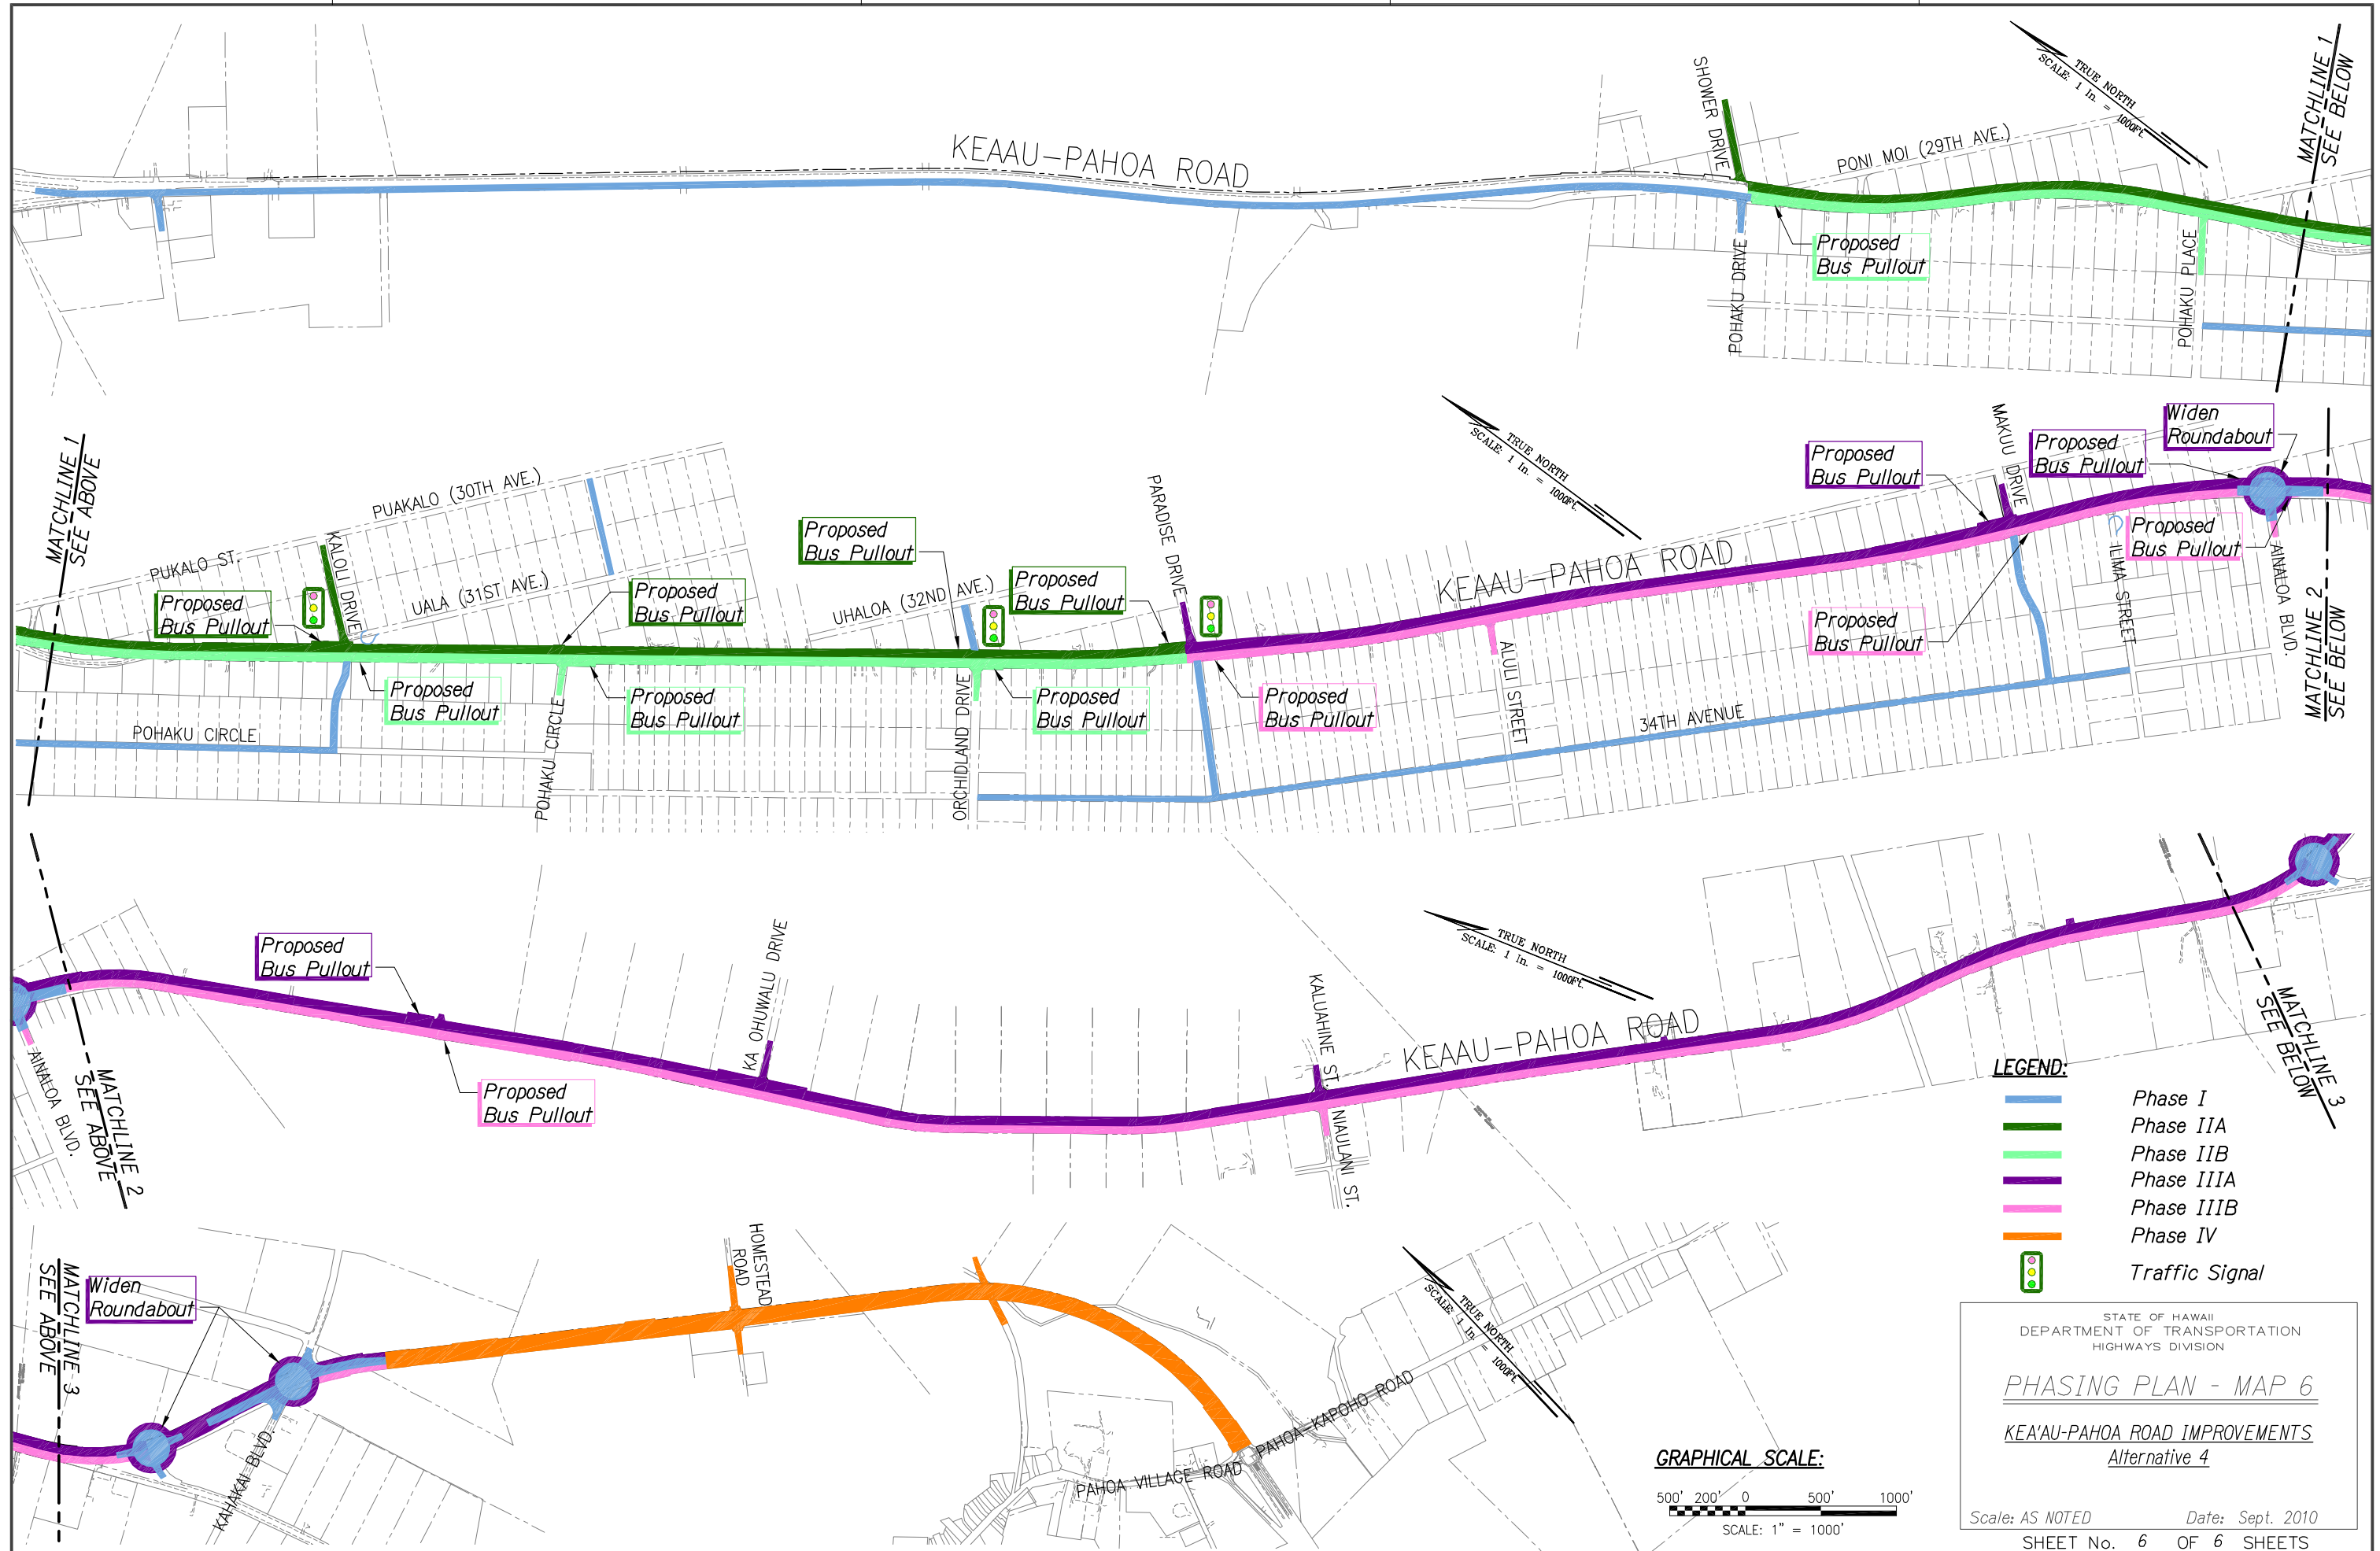 KEAAU-PAHOA ROAD
SHOWER DRIVE
PONI MOI (29TH AVE.)
TRUE NORTH
SCALE: 1 In. = 1000Ft.
MATCHLINE 1
SEE BELOW
Proposed
Bus Pullout
POHAKU DRIVE
POHAKU PLACE
MATCHLINE 1
SEE ABOVE
PUKALO ST.
PUAKALO (30TH AVE.)
KALOLI DRIVE
UALA (31ST AVE.)
Proposed
Bus Pullout
Proposed
Bus Pullout
Proposed
Bus Pullout
Proposed
Bus Pullout
POHAKU CIRCLE
POHAKU CIRCLE
Proposed
Bus Pullout
UHALOA (32ND AVE.)
Proposed
Bus Pullout
PARADISE DRIVE
ORCHIDLAND DRIVE
Proposed
Bus Pullout
Proposed
Bus Pullout
TRUE NORTH
SCALE: 1 In. = 1000Ft.
KEAAU-PAHOA ROAD
ALULI STREET
34TH AVENUE
Proposed
Bus Pullout
MAKUU DRIVE
Proposed
Bus Pullout
Widen
Roundabout
Proposed
Bus Pullout
Proposed
Bus Pullout
ILIMA STREET
AINALOA BLVD.
MATCHLINE 2
SEE BELOW
AINALOA BLVD.
MATCHLINE 2
SEE ABOVE
Proposed
Bus Pullout
Proposed
Bus Pullout
KA OHUWALU DRIVE
KALUAHINE ST.
NIAULANI ST.
TRUE NORTH
SCALE: 1 In. = 1000Ft.
KEAAU-PAHOA ROAD
MATCHLINE 3
SEE BELOW
MATCHLINE 3
SEE ABOVE
Widen
Roundabout
KAHAKAI BLVD.
HOMESTEAD
ROAD
PAHOA VILLAGE ROAD
PAHOA-KAPOHO ROAD
TRUE NORTH
SCALE: 1 In. = 1000Ft.
LEGEND:
Phase I
Phase IIA
Phase IIB
Phase IIIA
Phase IIIB
Phase IV
Traffic Signal
GRAPHICAL SCALE:
500' 200' 0 500' 1000'
SCALE: 1" = 1000'
STATE OF HAWAII
DEPARTMENT OF TRANSPORTATION
HIGHWAYS DIVISION
PHASING PLAN - MAP 6
KEA'AU-PAHOA ROAD IMPROVEMENTS
Alternative 4
Scale: AS NOTED Date: Sept. 2010
SHEET No. 6 OF 6 SHEETS